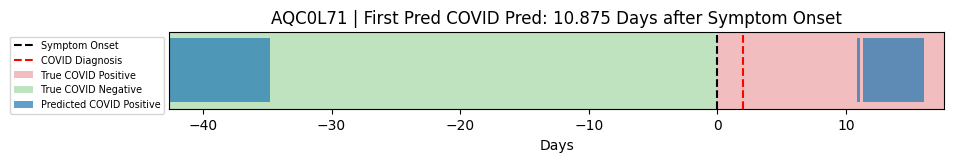 AQC0L71 | First Pred COVID Pred: 10.875 Days after Symptom Onset
Symptom Onset
COVID Diagnosis
True COVID Positive
True COVID Negative
Predicted COVID Positive
−40 −30 −20 −10 0 10
Days